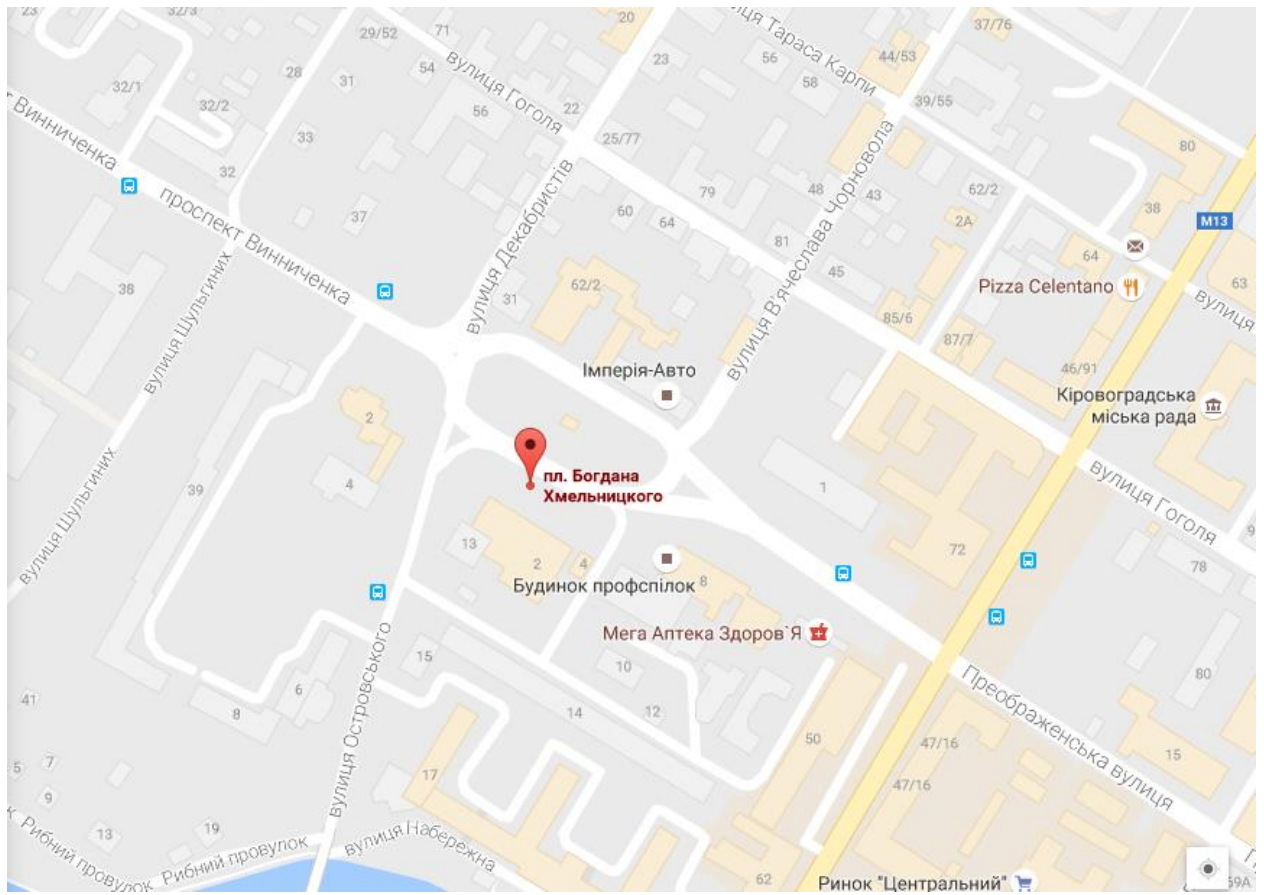 23
32/3
29/52
71
20
37/76
вулиця Тараса Карпи
56
44/53
23
58
54
вулиця Гоголя
28
31
32/1
32/2
56
22
39/55
33
25/77
80
т Винниченка
проспект Винниченка
32
37
вулиця Декабристів
79
60
64
48
43
62/2
2A
38
M13
вулиця В'ячеслава Чорновола
81
45
64
63
Pizza Celentano
вулиця
38
вулиця Шульгиних
31
62/2
85/6
87/7
46/91
Імперія-Авто
Кіровоградська
міська рада
2
4
39
пл. Богдана
Хмельницкого
1
вулиця Гоголя
9
вулиця Шульгиних
13
2
4
72
78
Будинок профспілок
8
Мега Аптека Здоров`Я
вулиця Островського
15
10
80
6
8
14
12
41
Преображенська вулиця
50
47/16
15
47/16
5
7
9
17
13
19
к Рибний провулок
Рибний провулок
вулиця Набережна
62
Ринок "Центральний"
59A